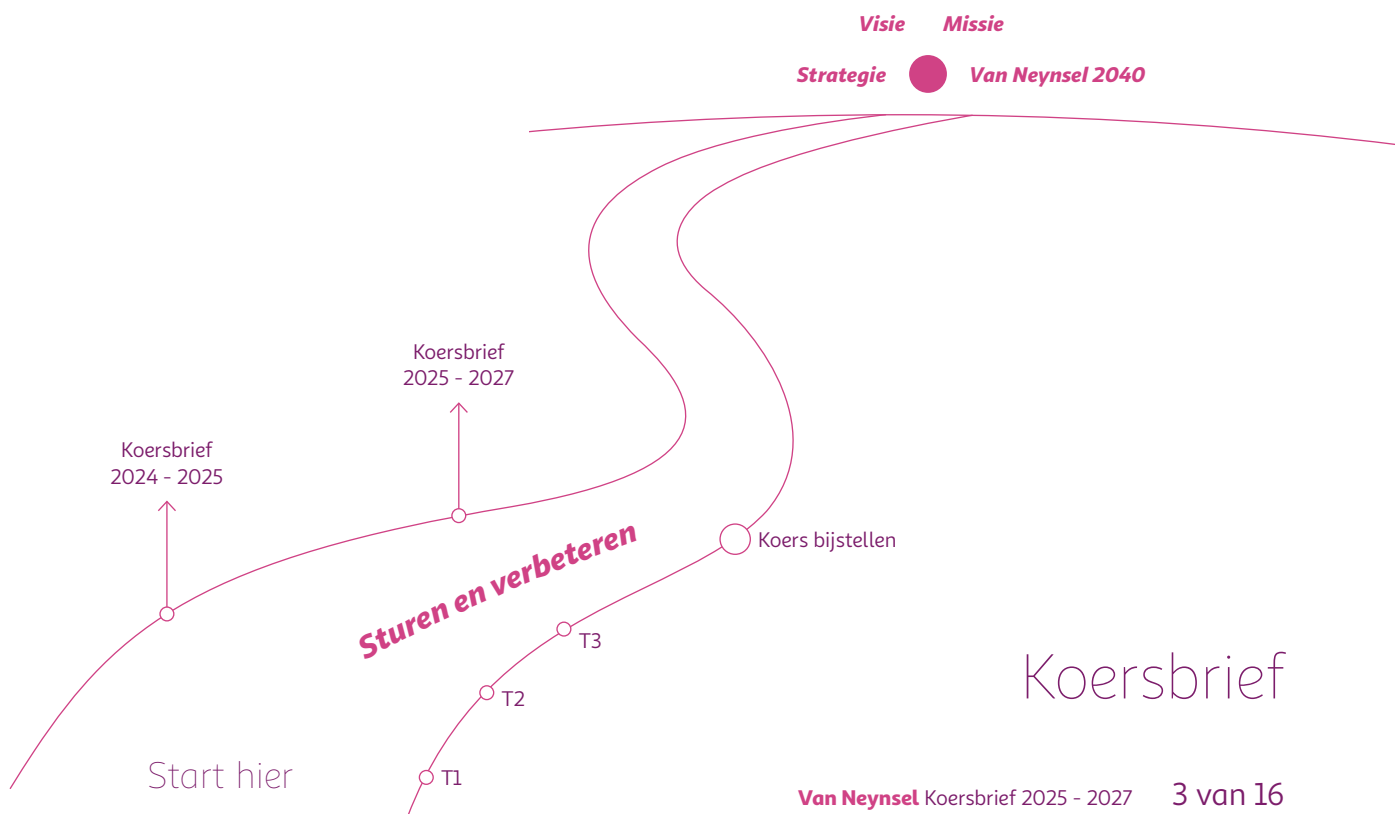 Visie Missie
Strategie Van Neynsel 2040
Koersbrief
2025 - 2027
Koersbrief
2024 - 2025
Sturen en verbeteren
Koers bijstellen
T3
T2
T1
Koersbrief
Start hier
Van Neynsel Koersbrief 2025 - 2027 3 van 16